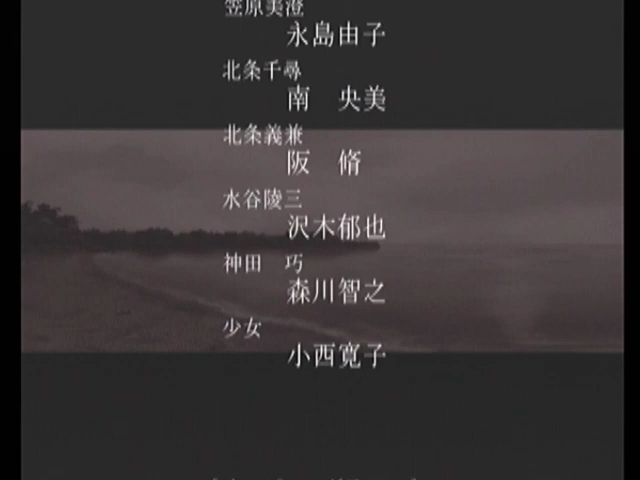 笠原美澄
永島由子
北条千尋
南　央美
北条義兼
阪　脩
水谷陵三
沢木郁也
神田　巧
森川智之
少女
小西寛子